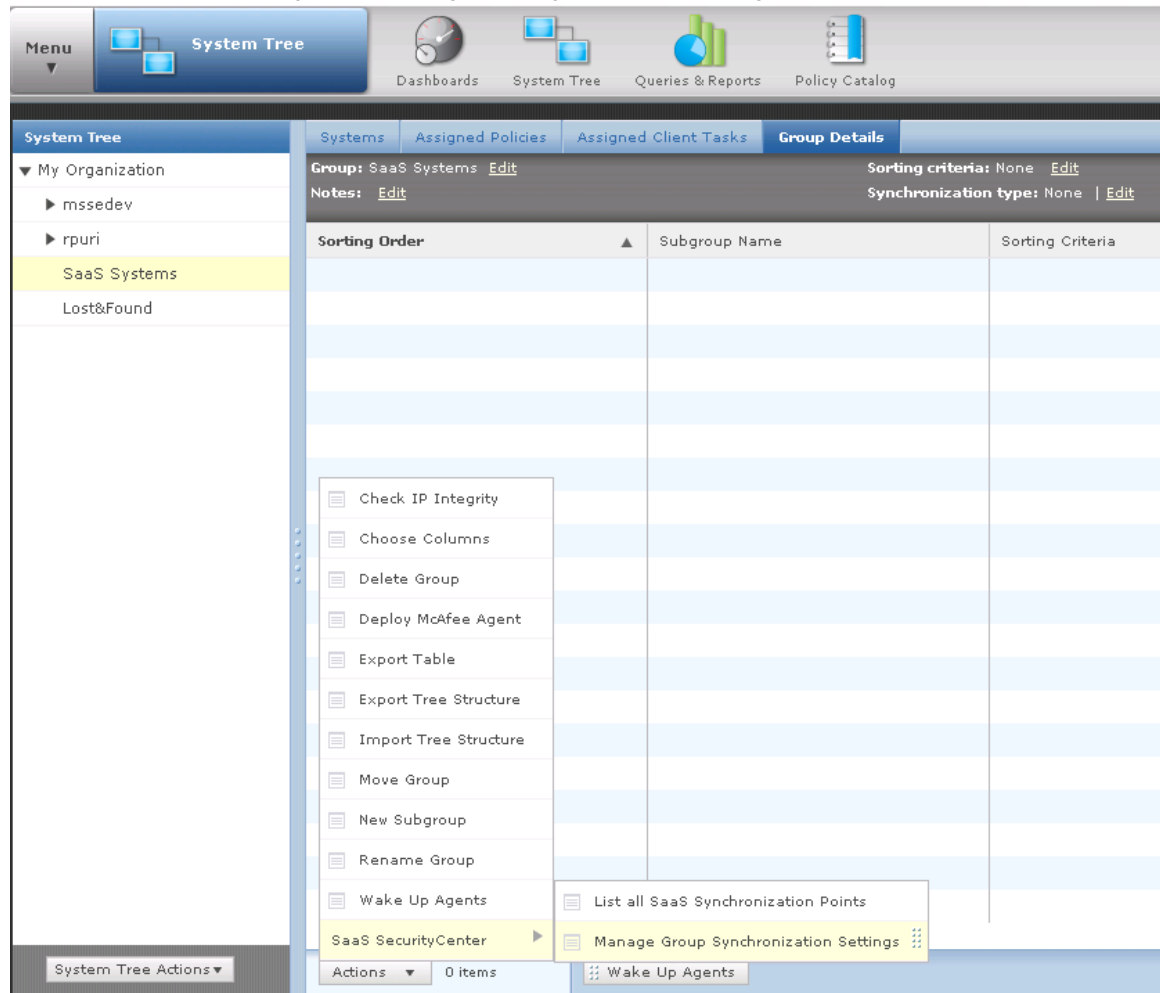 Menu
System Tree
Dashboards
System Tree
Queries & Reports
Policy Catalog
System Tree
Systems
Assigned Policies
Assigned Client Tasks
Group Details
My Organization
mssedev
rpuri
SaaS Systems
Lost&Found
Group: SaaS Systems Edit
Sorting criteria: None Edit
Notes: Edit
Synchronization type: None | Edit
Sorting Order
Subgroup Name
Sorting Criteria
Check IP Integrity
Choose Columns
Delete Group
Deploy McAfee Agent
Export Table
Export Tree Structure
Import Tree Structure
Move Group
New Subgroup
Rename Group
Wake Up Agents
SaaS SecurityCenter
List all SaaS Synchronization Points
Manage Group Synchronization Settings
System Tree Actions
Actions
0 items
Wake Up Agents